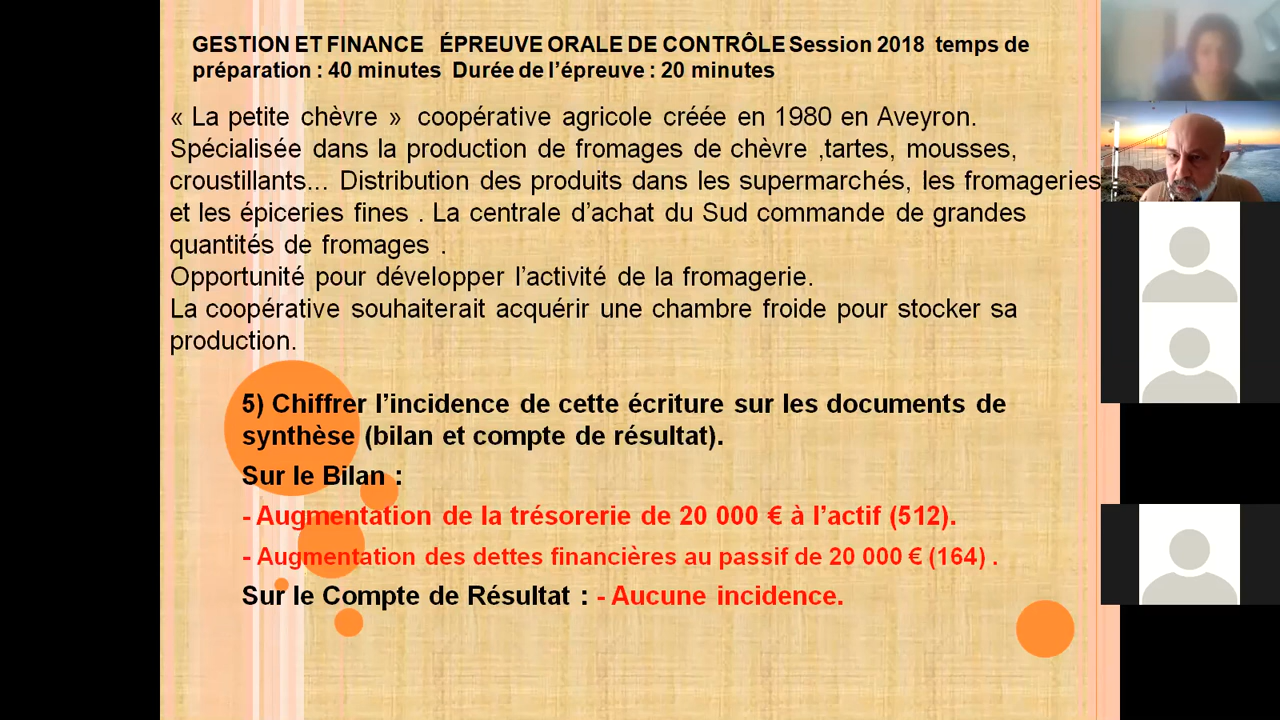 GESTION ET FINANCE ÉPREUVE ORALE DE CONTRÔLE Session 2018 temps de
préparation : 40 minutes Durée de l'épreuve : 20 minutes
« La petite chèvre » coopérative agricole créée en 1980 en Aveyron.
Spécialisée dans la production de fromages de chèvre ,tartes, mousses,
croustillants... Distribution des produits dans les supermarchés, les fromageries
et les épiceries fines . La centrale d'achat du Sud commande de grandes
quantités de fromages .
Opportunité pour développer l'activité de la fromagerie.
La coopérative souhaiterait acquérir une chambre froide pour stocker sa
production.
5) Chiffrer l'incidence de cette écriture sur les documents de
synthèse (bilan et compte de résultat).
Sur le Bilan :
- Augmentation de la trésorerie de 20 000 € à l'actif (512).
- Augmentation des dettes financières au passif de 20 000 € (164) .
Sur le Compte de Résultat : - Aucune incidence.